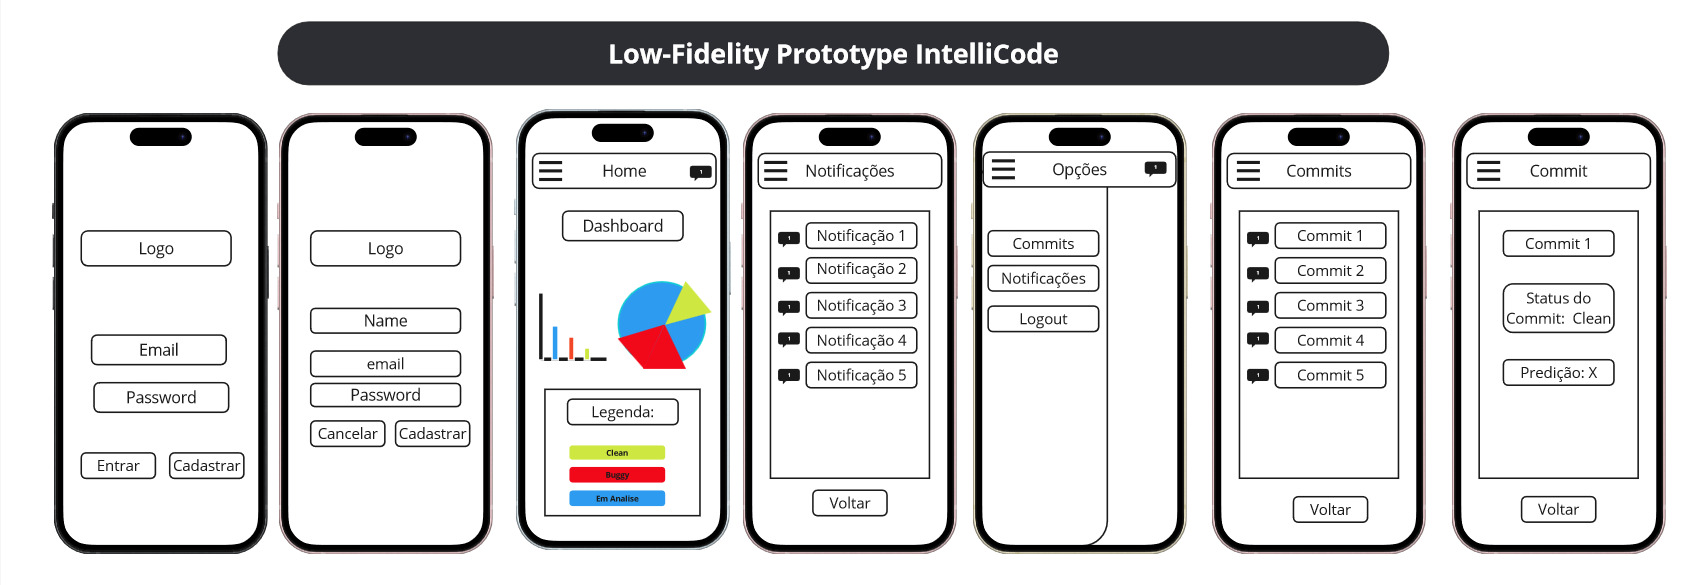 Low-Fidelity Prototype IntelliCode
Logo
Email
Password
Entrar
Cadastrar
Logo
Name
email
Password
Cancelar
Cadastrar
Home
1
Dashboard
Legenda:
Clean
Buggy
Em Analise
Notificações
1
Notificação 1
1
Notificação 2
1
Notificação 3
1
Notificação 4
1
Notificação 5
Voltar
Opções
1
Commits
Notificações
Logout
Commits
1
Commit 1
1
Commit 2
1
Commit 3
1
Commit 4
1
Commit 5
Voltar
Commit
Commit 1
Status do
Commit: Clean
Predição: X
Voltar